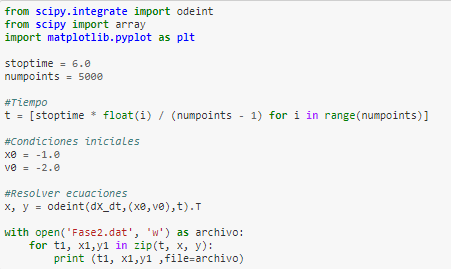 from scipy.integrate import odeint
from scipy import array
import matplotlib.pyplot as plt
stoptime = 6.0
numpoints = 5000
#Tiempo
t = [stoptime * float(i) / (numpoints - 1) for i in range(numpoints)]
#Condiciones iniciales
x0 = -1.0
v0 = -2.0
#Resolver ecuaciones
x, y = odeint(dX_dt,(x0,v0),t).T
with open('Fase2.dat', 'w') as archivo:
    for t1, x1,y1 in zip(t, x, y):
        print (t1, x1,y1 ,file=archivo)